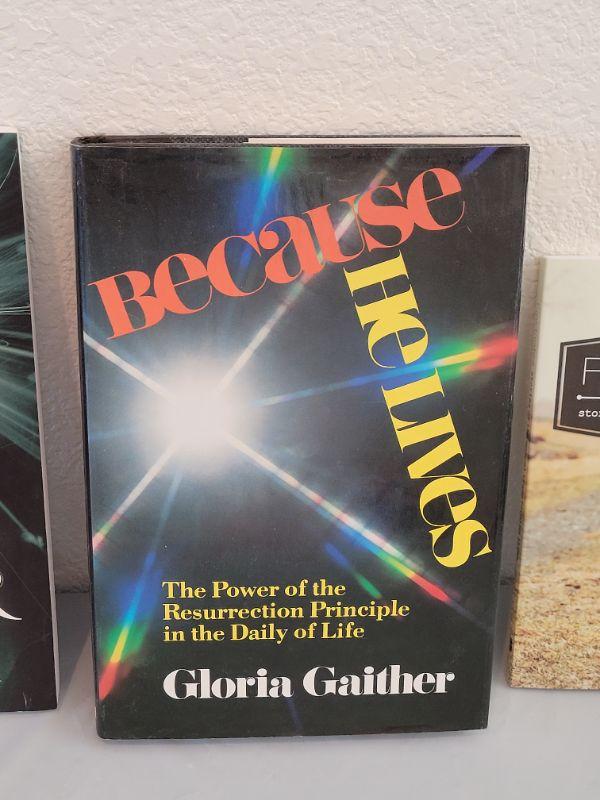 Because
He Lives
The Power of the
Resurrection Principle
in the Daily of Life
Gloria Gaither